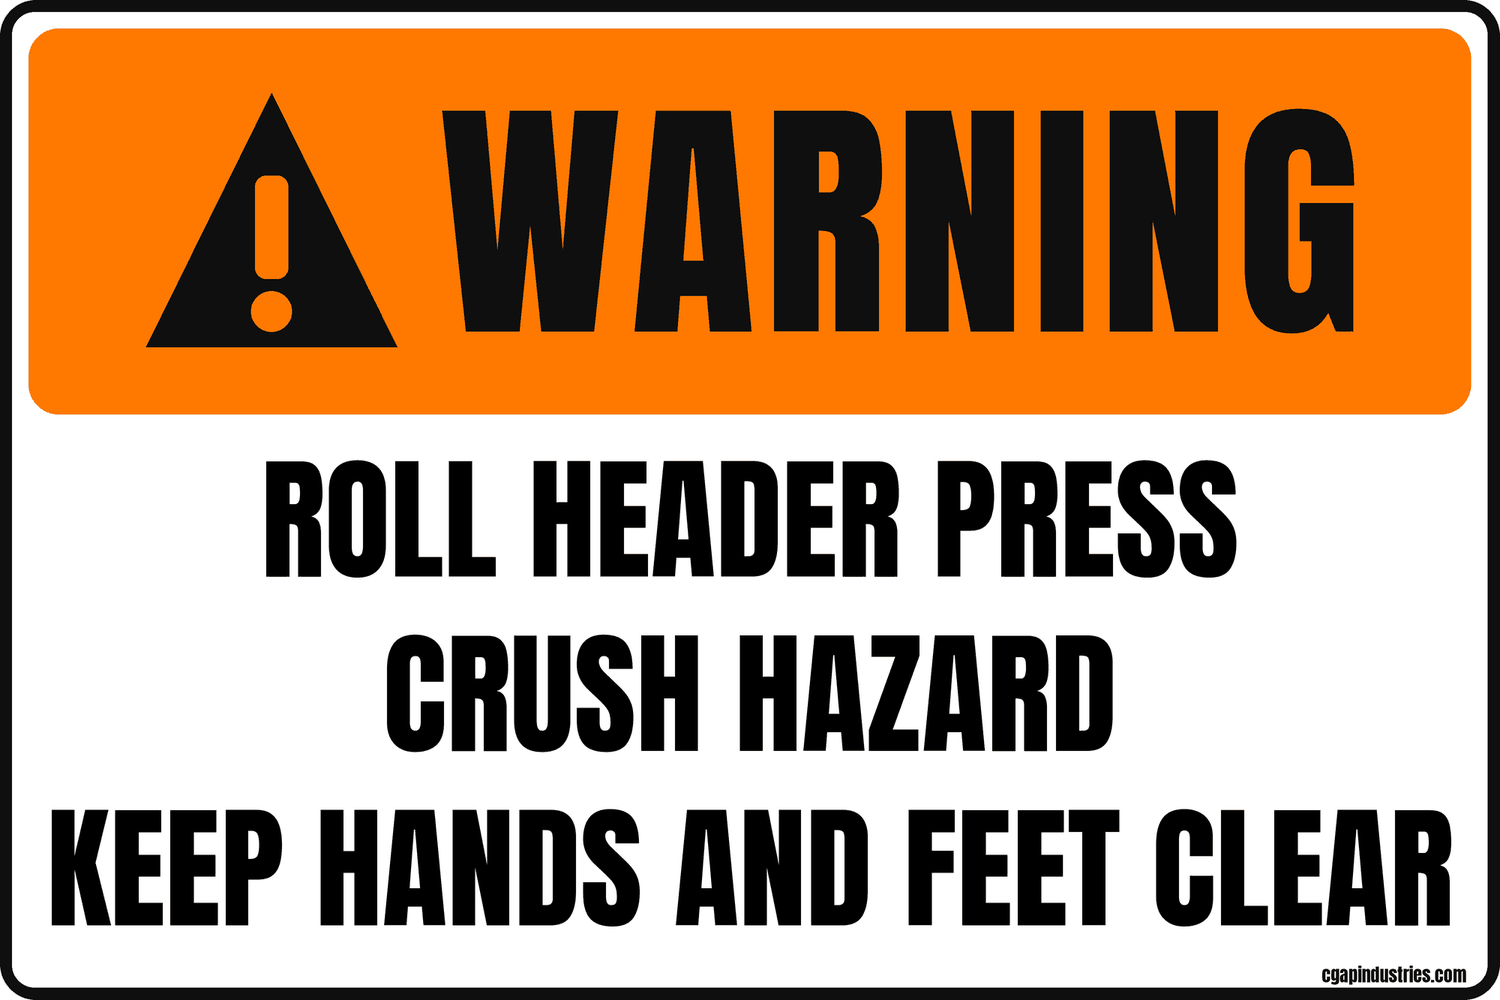 WARNING
ROLL HEADER PRESS
CRUSH HAZARD
KEEP HANDS AND FEET CLEAR
cgapindustries.com